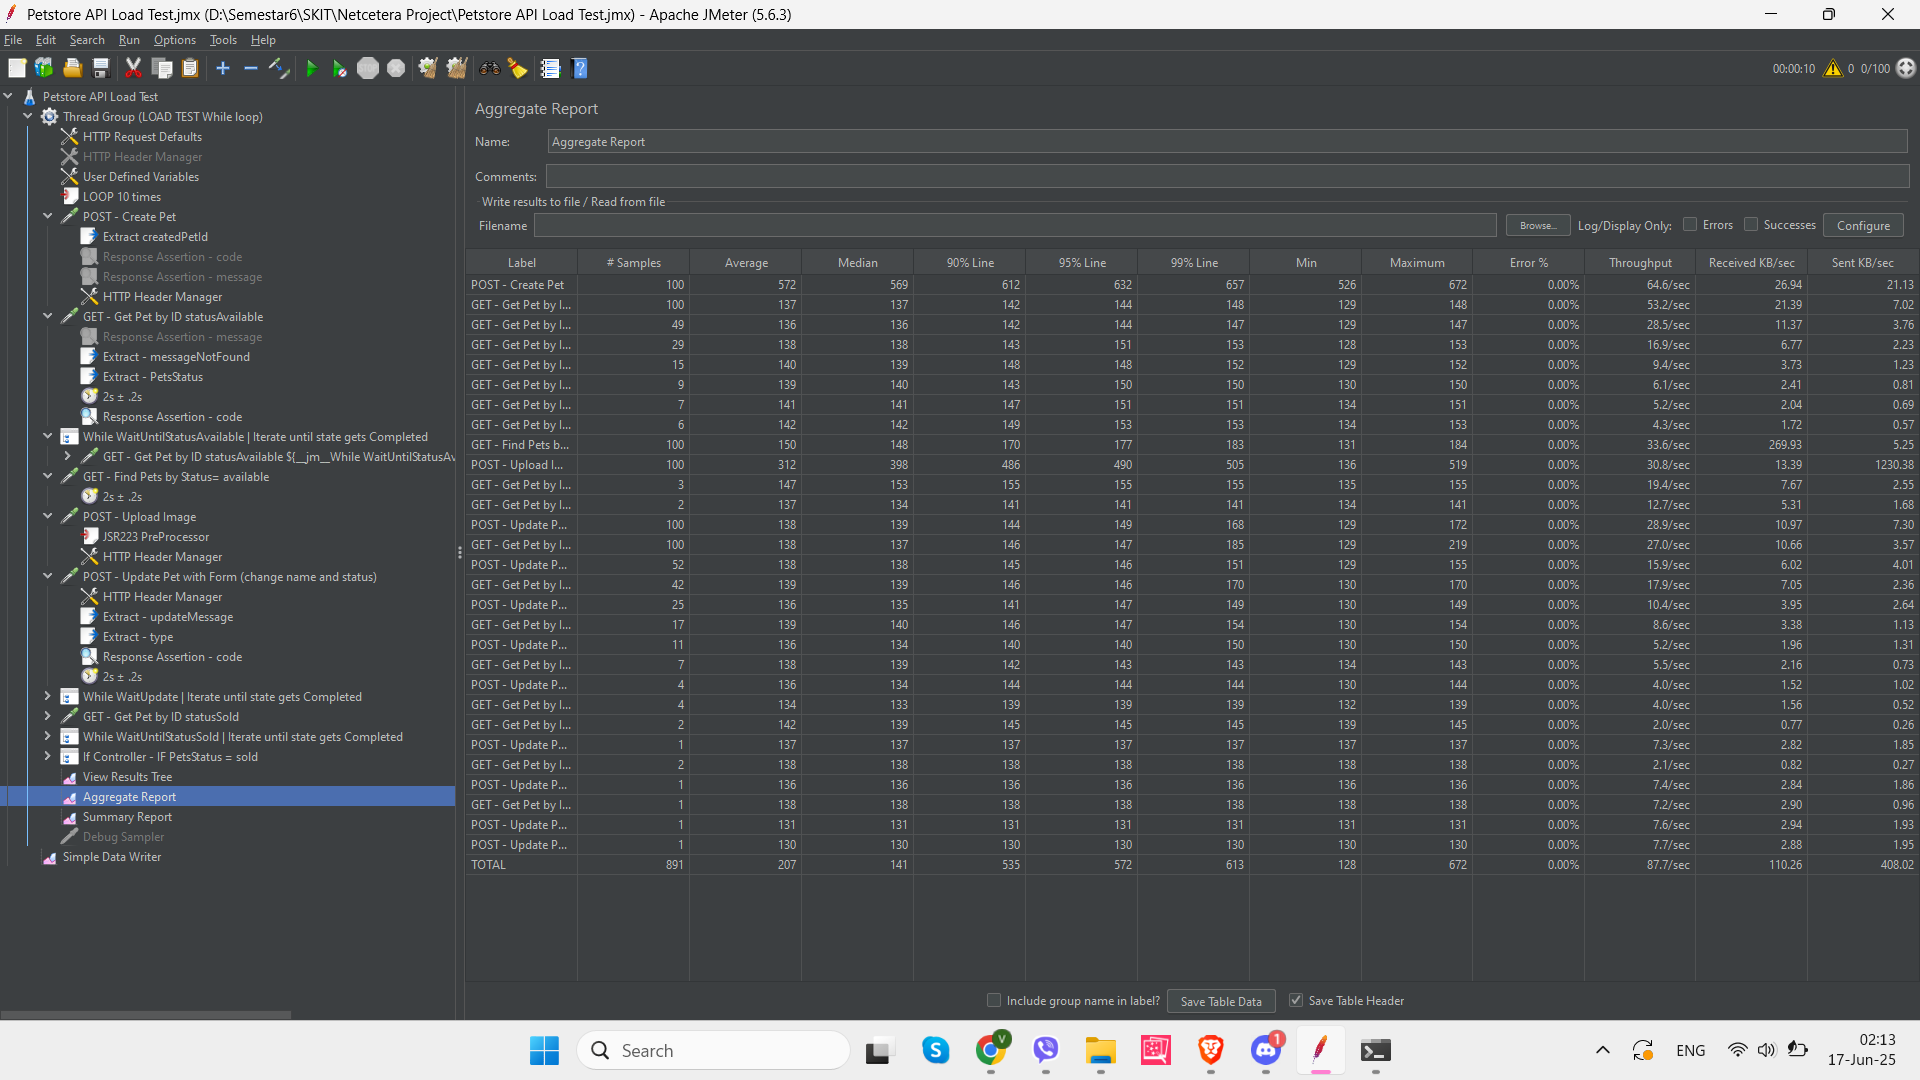 Petstore API Load Test.jmx (D:\Semestar6\SKIT\Netcetera Project\Petstore API Load Test.jmx) - Apache JMeter (5.6.3)
File Edit Search Run Options Tools Help
00:00:10 0 0/100
Petstore API Load Test
Thread Group (LOAD TEST While loop)
HTTP Request Defaults
HTTP Header Manager
User Defined Variables
LOOP 10 times
POST - Create Pet
Extract createdPetId
Response Assertion - code
Response Assertion - message
HTTP Header Manager
GET - Get Pet by ID statusAvailable
Response Assertion - message
Extract - messageNotFound
Extract - PetsStatus
2s ± .2s
Response Assertion - code
While WaitUntilStatusAvailable | Iterate until state gets Completed
GET - Get Pet by ID statusAvailable ${__jm__While WaitUntilStatusAv
GET - Find Pets by Status= available
2s ± .2s
POST - Upload Image
JSR223 PreProcessor
HTTP Header Manager
POST - Update Pet with Form (change name and status)
HTTP Header Manager
Extract - updateMessage
Extract - type
Response Assertion - code
2s ± .2s
While WaitUpdate | Iterate until state gets Completed
GET - Get Pet by ID statusSold
While WaitUntilStatusSold | Iterate until state gets Completed
If Controller - IF PetsStatus = sold
View Results Tree
Aggregate Report
Summary Report
Debug Sampler
Simple Data Writer
Aggregate Report
Name: Aggregate Report
Comments:
Write results to file / Read from file
Filename Browse... Log/Display Only: Errors Successes Configure
Label # Samples Average Median 90% Line 95% Line 99% Line Min Maximum Error % Throughput Received KB/sec Sent KB/sec
POST - Create Pet 100 572 569 612 632 657 526 672 0.00% 64.6/sec 26.94 21.13
GET - Get Pet by I... 100 137 137 142 144 148 129 148 0.00% 53.2/sec 21.39 7.02
GET - Get Pet by I... 49 136 136 142 144 147 129 147 0.00% 28.5/sec 11.37 3.76
GET - Get Pet by I... 29 138 138 143 151 153 128 153 0.00% 16.9/sec 6.77 2.23
GET - Get Pet by I... 15 140 139 148 148 152 129 152 0.00% 9.4/sec 3.73 1.23
GET - Get Pet by I... 9 139 140 143 150 150 130 150 0.00% 6.1/sec 2.41 0.81
GET - Get Pet by I... 7 141 141 147 151 151 134 151 0.00% 5.2/sec 2.04 0.69
GET - Get Pet by I... 6 142 142 149 153 153 134 153 0.00% 4.3/sec 1.72 0.57
GET - Find Pets b... 100 150 148 170 177 183 131 184 0.00% 33.6/sec 269.93 5.25
POST - Upload I... 100 312 398 486 490 505 136 519 0.00% 30.8/sec 13.39 1230.38
GET - Get Pet by I... 3 147 153 155 155 155 135 155 0.00% 19.4/sec 7.67 2.55
GET - Get Pet by I... 2 137 134 141 141 141 134 141 0.00% 12.7/sec 5.31 1.68
POST - Update P... 100 138 139 144 149 168 129 172 0.00% 28.9/sec 10.97 7.30
GET - Get Pet by I... 100 138 137 146 147 185 129 219 0.00% 27.0/sec 10.66 3.57
POST - Update P... 52 138 138 145 146 151 129 155 0.00% 15.9/sec 6.02 4.01
GET - Get Pet by I... 42 139 139 146 146 170 130 170 0.00% 17.9/sec 7.05 2.36
POST - Update P... 25 136 135 141 147 149 130 149 0.00% 10.4/sec 3.95 2.64
GET - Get Pet by I... 17 139 140 146 147 154 130 154 0.00% 8.6/sec 3.38 1.13
POST - Update P... 11 136 134 140 140 150 130 150 0.00% 5.2/sec 1.96 1.31
GET - Get Pet by I... 7 138 139 142 143 143 134 143 0.00% 5.5/sec 2.16 0.73
POST - Update P... 4 136 134 144 144 144 130 144 0.00% 4.0/sec 1.52 1.02
GET - Get Pet by I... 4 134 133 139 139 139 132 139 0.00% 4.0/sec 1.56 0.52
GET - Get Pet by I... 2 142 139 145 145 145 139 145 0.00% 2.0/sec 0.77 0.26
POST - Update P... 1 137 137 137 137 137 137 137 0.00% 7.3/sec 2.82 1.85
GET - Get Pet by I... 2 138 138 138 138 138 138 138 0.00% 2.1/sec 0.82 0.27
POST - Update P... 1 136 136 136 136 136 136 136 0.00% 7.4/sec 2.84 1.86
GET - Get Pet by I... 1 138 138 138 138 138 138 138 0.00% 7.2/sec 2.90 0.96
POST - Update P... 1 131 131 131 131 131 131 131 0.00% 7.6/sec 2.94 1.93
POST - Update P... 1 130 130 130 130 130 130 130 0.00% 7.7/sec 2.88 1.95
TOTAL 891 207 141 535 572 613 128 672 0.00% 87.7/sec 110.26 408.02
Include group name in label? Save Table Data Save Table Header
Search
V
1
ENG
02:13
17-Jun-25